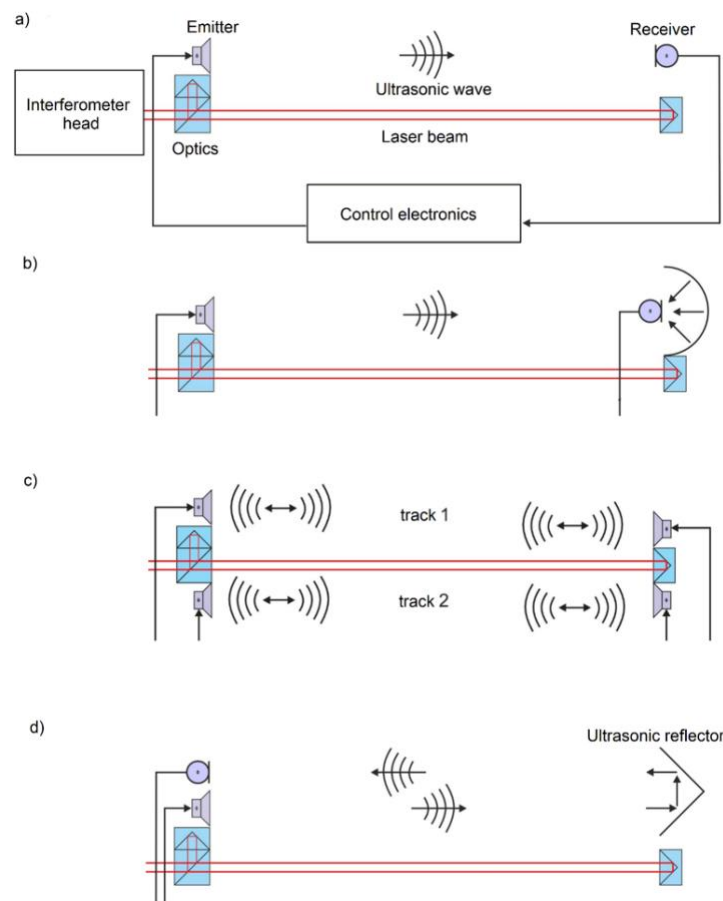 a)
Emitter
Receiver
Ultrasonic wave
Interferometer
head
Optics
Laser beam
Control electronics
b)
c)
track 1
track 2
d)
Ultrasonic reflector